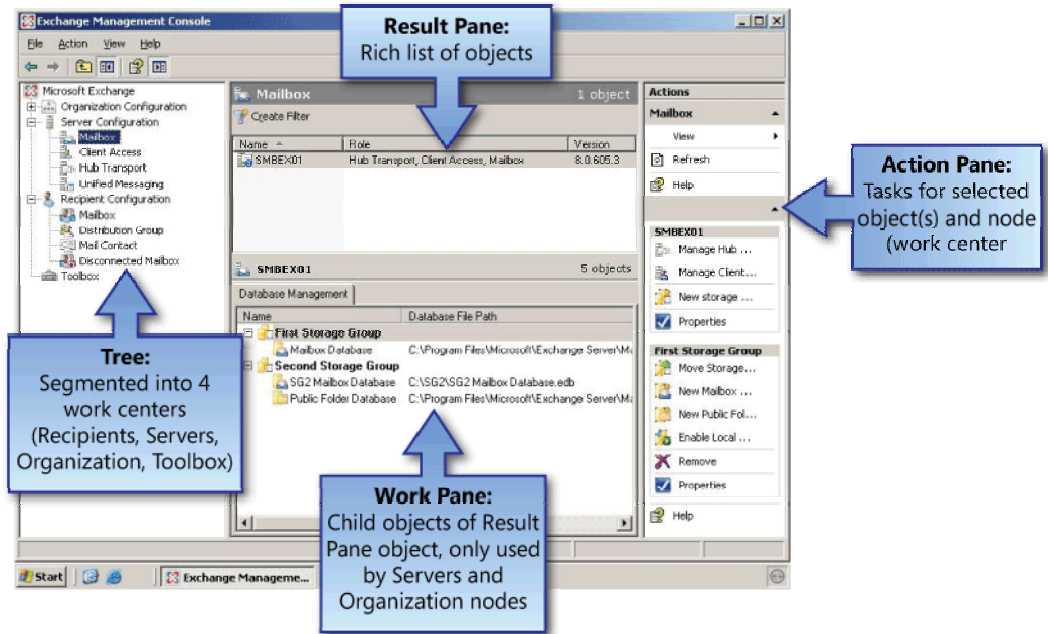 Exchange Management Console
File Action View Help
Result Pane:
Rich list of objects
Microsoft Exchange
Organization Configuration
Server Configuration
Mailbox
Client Access
Hub Transport
Unified Messaging
Recipient Configuration
Mailbox
Distribution Group
Mail Contact
Disconnected Mailbox
Toolbox
Tree:
Segmented into 4
work centers
(Recipients, Servers,
Organization, Toolbox)
Mailbox 1 object
Create Filter
Name Role Version
SMBEX01 Hub Transport, Client Access, Mailbox 8.0.605.3
SMBEX01 5 objects
Database Management
Name Database File Path
First Storage Group
Mailbox Database C:\Program Files\Microsoft\Exchange Server\Ma
Second Storage Group
SG2 Mailbox Database C:\SG2\SG2 Mailbox Database.edb
Public Folder Database C:\Program Files\Microsoft\Exchange Server\Ma
Work Pane:
Child objects of Result
Pane object, only used
by Servers and
Organization nodes
Actions
Mailbox
View
Refresh
Help
SMBEX01
Manage Hub ...
Manage Client...
New storage ...
Properties
First Storage Group
Move Storage...
New Mailbox ...
New Public Fol...
Enable Local ...
Remove
Properties
Help
Action Pane:
Tasks for selected
object(s) and node
(work center
Start Exchange Manageme...